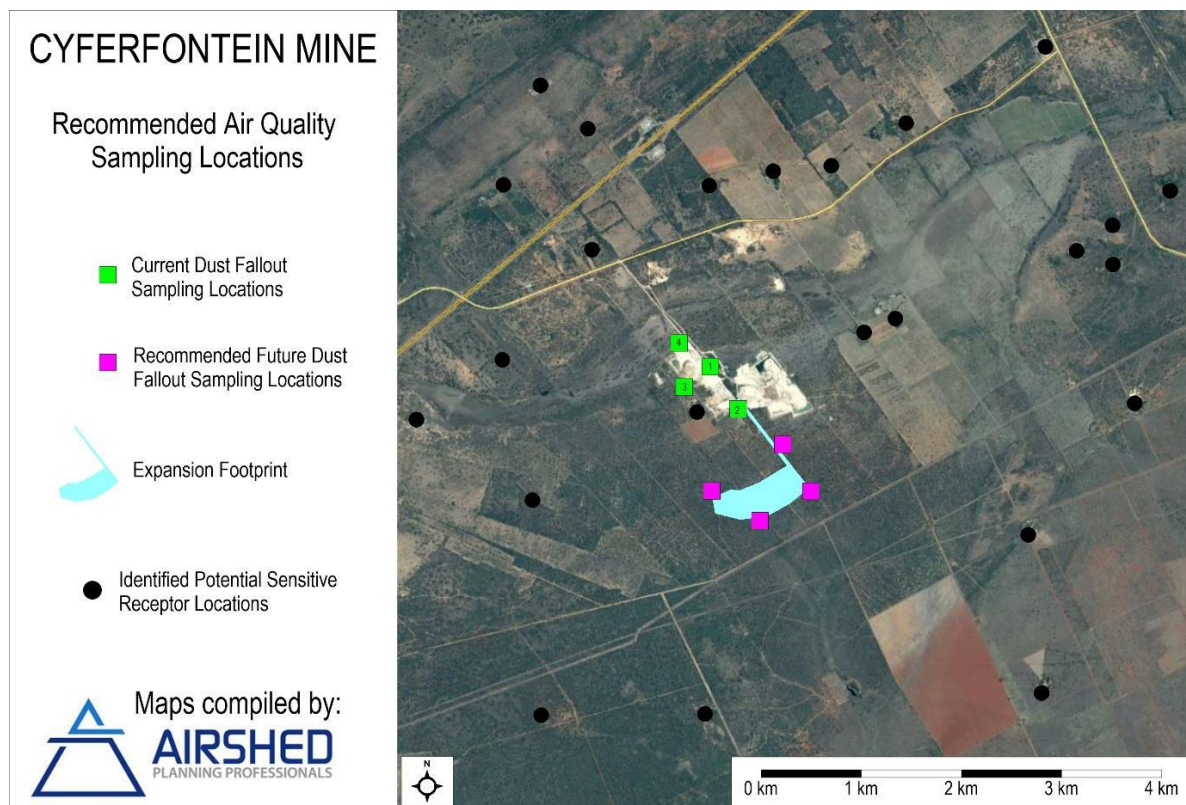 CYFERFONTEIN MINE
Recommended Air Quality
Sampling Locations
Current Dust Fallout
Sampling Locations
Recommended Future Dust
Fallout Sampling Locations
Expansion Footprint
Identified Potential Sensitive
Receptor Locations
Maps compiled by:
AIRSHED
PLANNING PROFESSIONALS
4
1
3
2
N
0 km 1 km 2 km 3 km 4 km